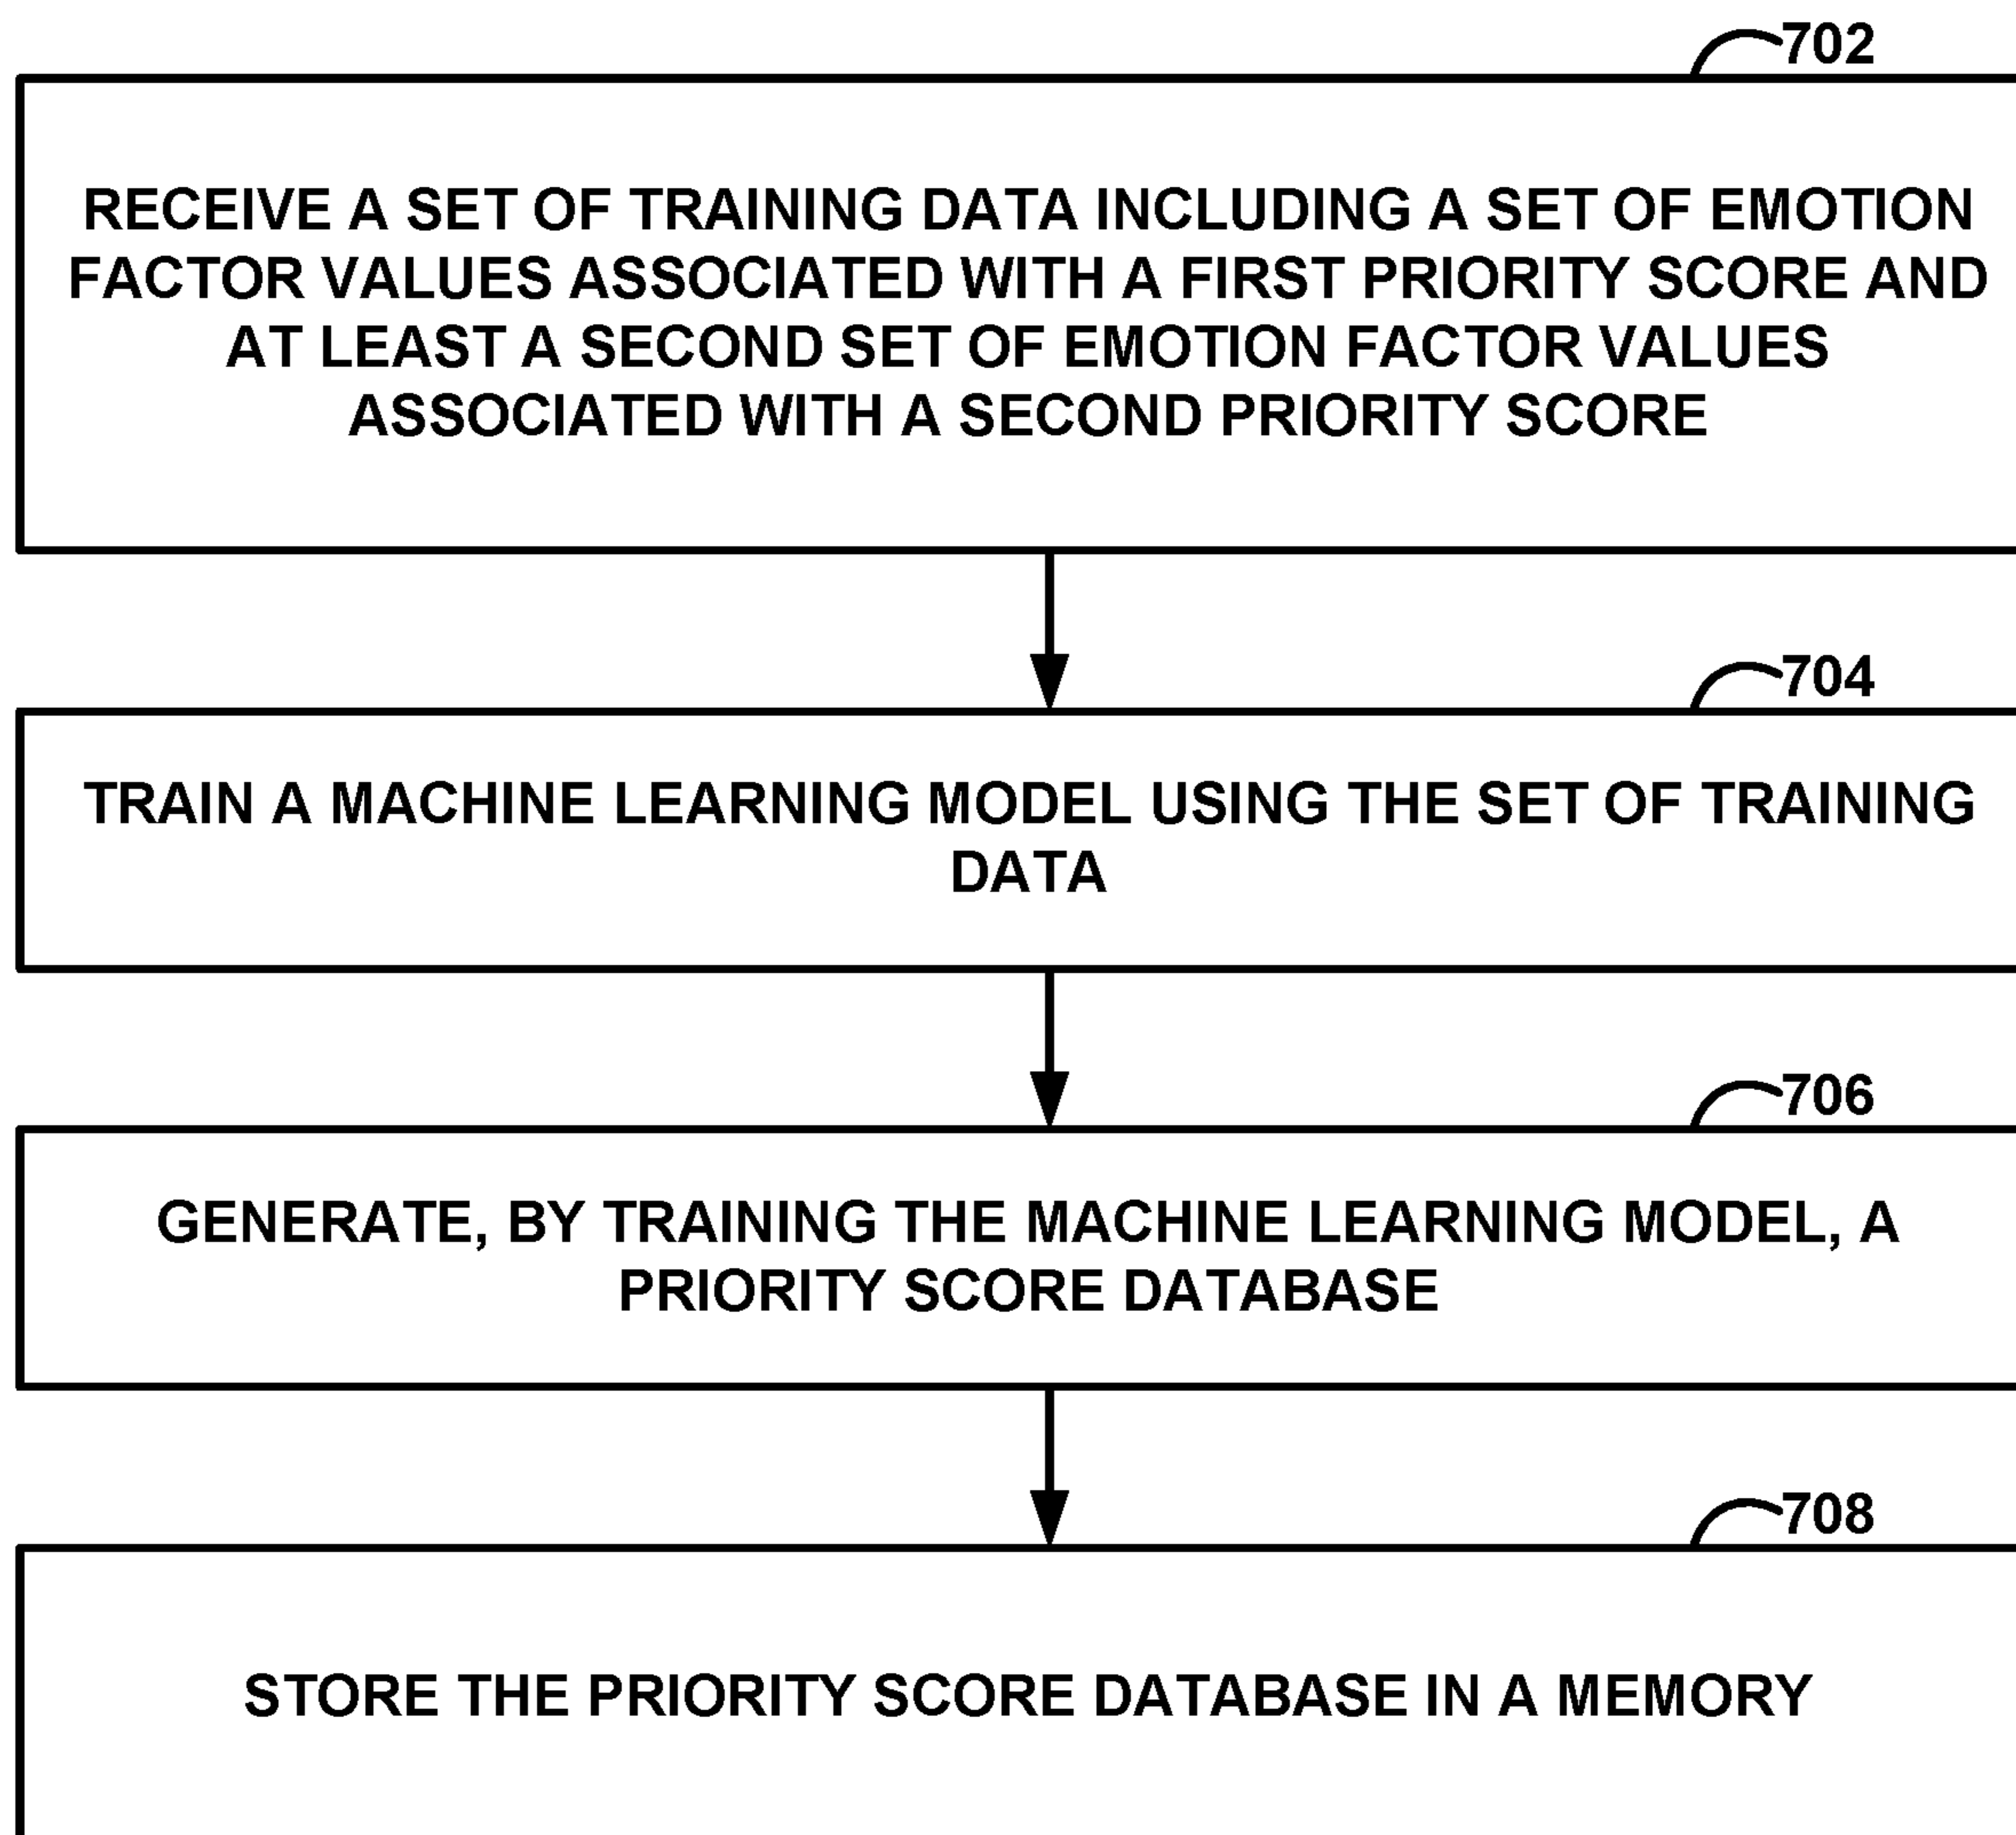 702
RECEIVE A SET OF TRAINING DATA INCLUDING A SET OF EMOTION
FACTOR VALUES ASSOCIATED WITH A FIRST PRIORITY SCORE AND
AT LEAST A SECOND SET OF EMOTION FACTOR VALUES
ASSOCIATED WITH A SECOND PRIORITY SCORE
704
TRAIN A MACHINE LEARNING MODEL USING THE SET OF TRAINING
DATA
706
GENERATE, BY TRAINING THE MACHINE LEARNING MODEL, A
PRIORITY SCORE DATABASE
708
STORE THE PRIORITY SCORE DATABASE IN A MEMORY